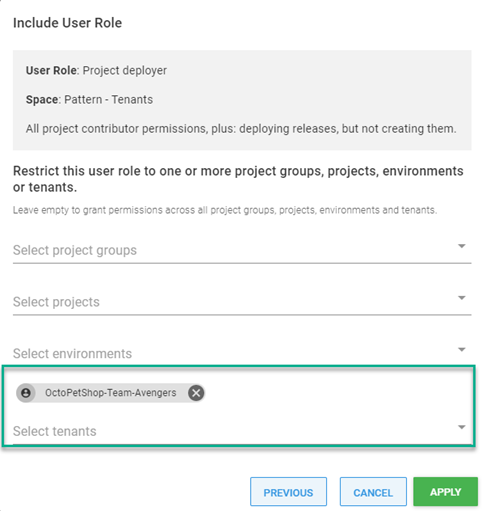 Include User Role
User Role: Project deployer
Space: Pattern - Tenants
All project contributor permissions, plus: deploying releases, but not creating them.
Restrict this user role to one or more project groups, projects, environments
or tenants.
Leave empty to grant permissions across all project groups, projects, environments and tenants.
Select project groups
Select projects
Select environments
OctoPetShop-Team-Avengers
Select tenants
PREVIOUS
CANCEL
APPLY